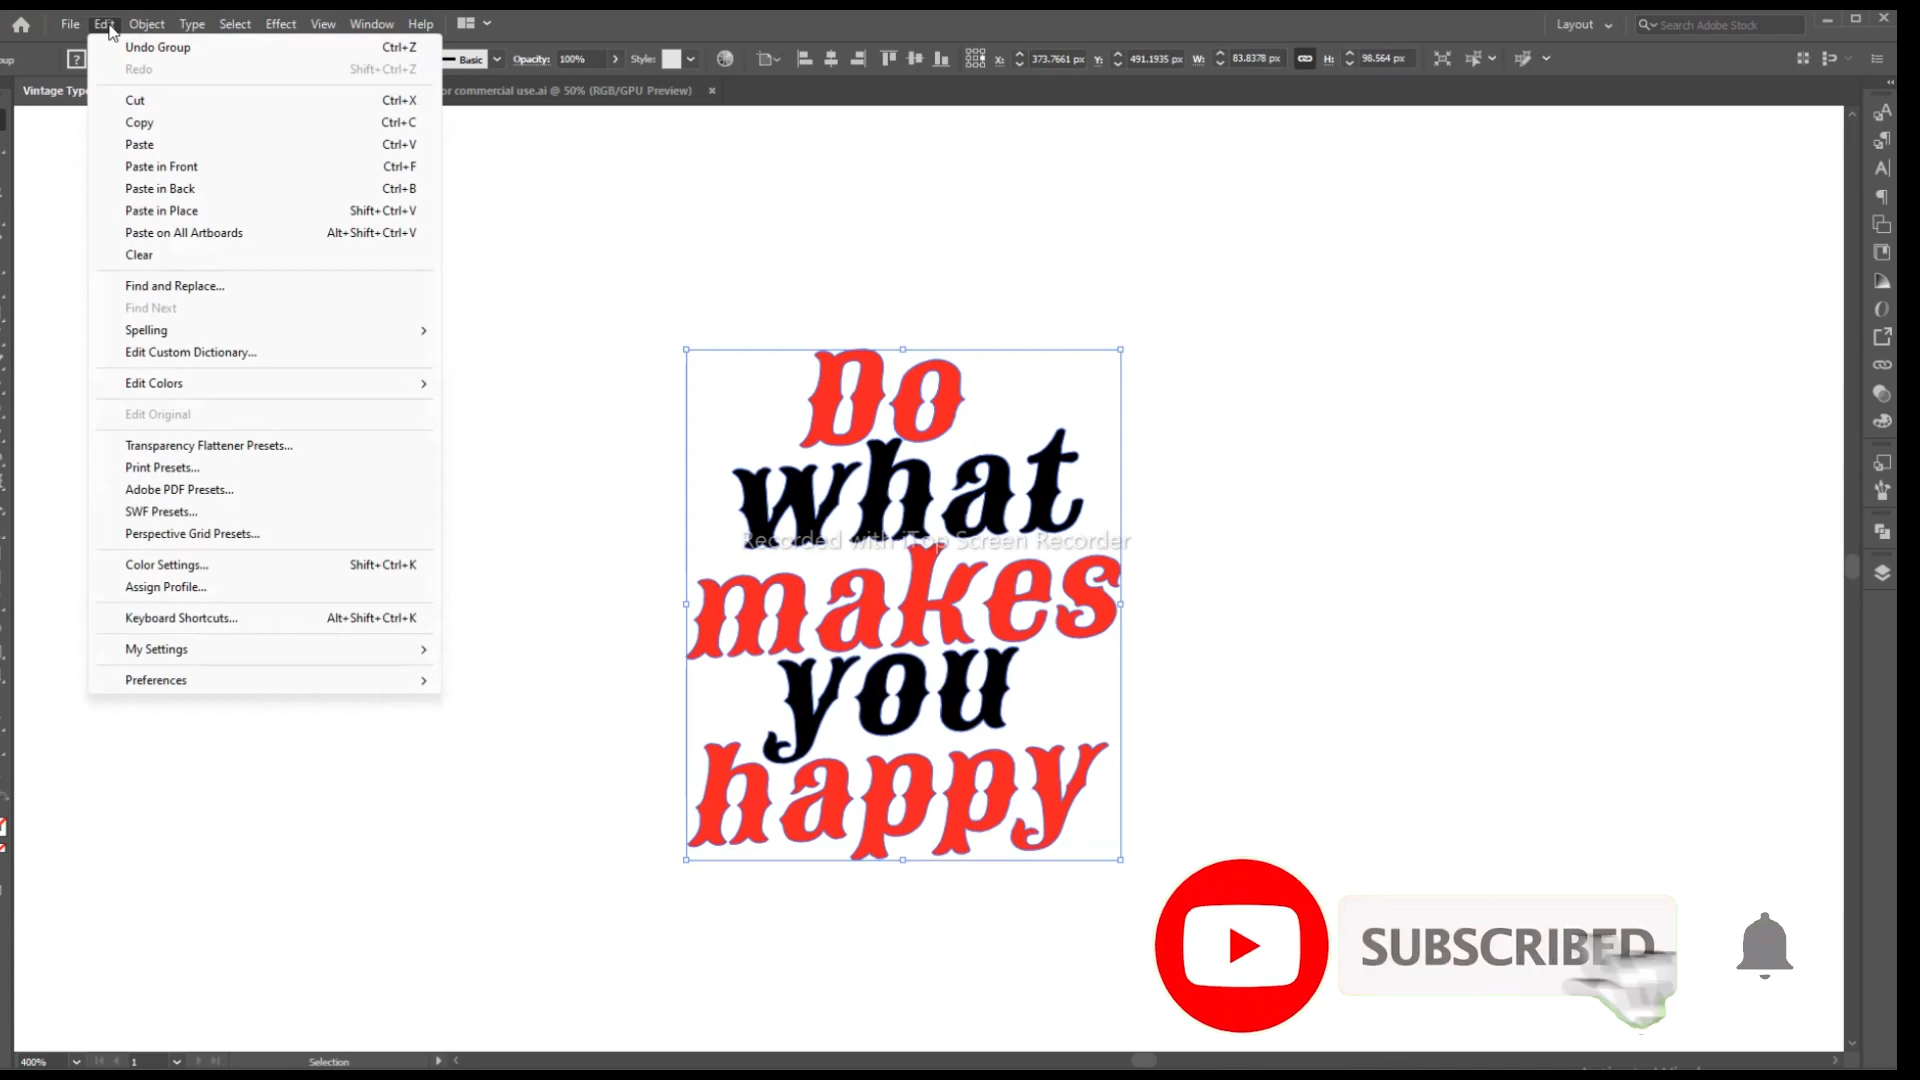 File Edit Object Type Select Effect View Window Help Layout Search Adobe Stock
oup ? Basic Opacity: 100% Style: X: 373.7661 px Y: 491.1935 px W: 83.8378 px H: 98.564 px
Vintage Type or commercial use.ai @ 50% (RGB/GPU Preview)
Undo Group Ctrl+Z
Redo Shift+Ctrl+Z
Cut Ctrl+X
Copy Ctrl+C
Paste Ctrl+V
Paste in Front Ctrl+F
Paste in Back Ctrl+B
Paste in Place Shift+Ctrl+V
Paste on All Artboards Alt+Shift+Ctrl+V
Clear
Find and Replace...
Find Next
Spelling
Edit Custom Dictionary...
Edit Colors
Edit Original
Transparency Flattener Presets...
Print Presets...
Adobe PDF Presets...
SWF Presets...
Perspective Grid Presets...
Color Settings... Shift+Ctrl+K
Assign Profile...
Keyboard Shortcuts... Alt+Shift+Ctrl+K
My Settings
Preferences
Do
what
Recorded with iTop Screen Recorder
makes
you
happy
SUBSCRIBED
400% 1 Selection